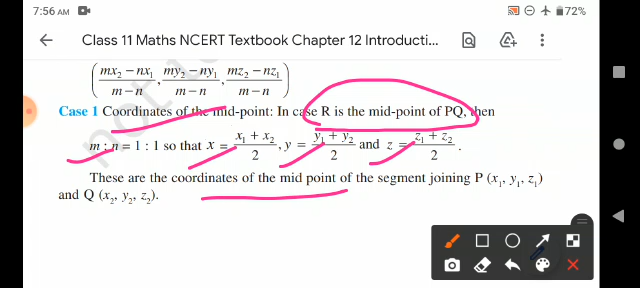 7:56 AM 72%
Class 11 Maths NCERT Textbook Chapter 12 Introducti...
(mx₂ – nx₁ / m – n, my₂ – ny₁ / m – n, mz₂ – nz₁ / m – n)
Case 1 Coordinates of the mid-point: In case R is the mid-point of PQ, then
m : n = 1 : 1 so that x = x₁ + x₂ / 2, y = y₁ + y₂ / 2 and z = z₁ + z₂ / 2.
These are the coordinates of the mid point of the segment joining P (x₁, y₁, z₁)
and Q (x₂, y₂, z₂).